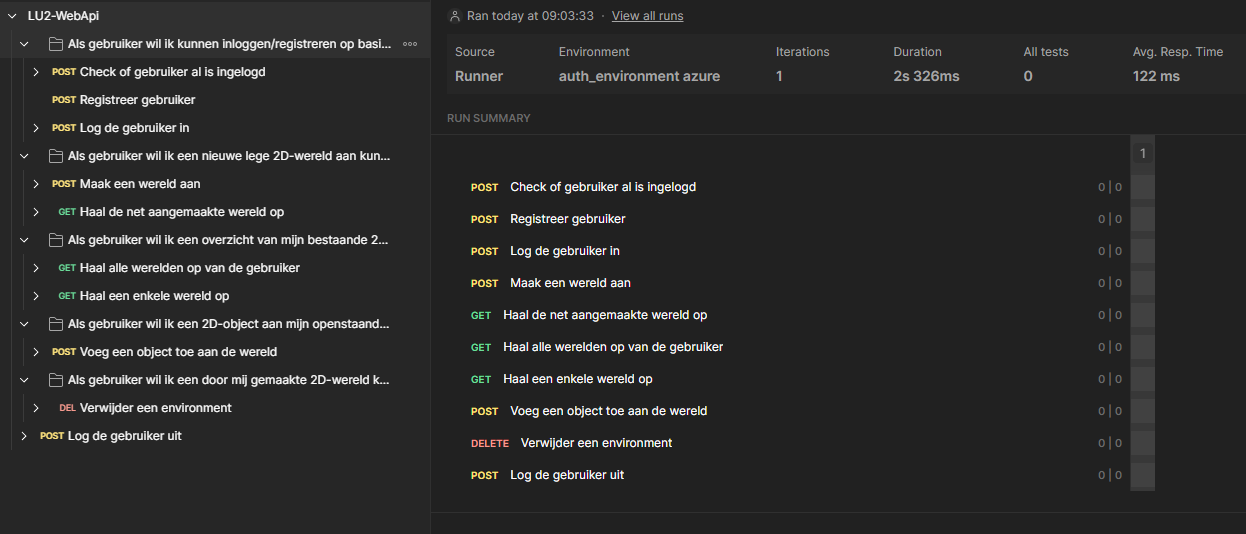 LU2-WebApi
Als gebruiker wil ik kunnen inloggen/registreren op basi...
POST Check of gebruiker al is ingelogd
POST Registreer gebruiker
POST Log de gebruiker in
Als gebruiker wil ik een nieuwe lege 2D-wereld aan kun...
POST Maak een wereld aan
GET Haal de net aangemaakte wereld op
Als gebruiker wil ik een overzicht van mijn bestaande 2...
GET Haal alle werelden op van de gebruiker
GET Haal een enkele wereld op
Als gebruiker wil ik een 2D-object aan mijn openstaand...
POST Voeg een object toe aan de wereld
Als gebruiker wil ik een door mij gemaakte 2D-wereld k...
DEL Verwijder een environment
POST Log de gebruiker uit
Ran today at 09:03:33 · View all runs
Source Environment Iterations Duration All tests Avg. Resp. Time
Runner auth_environment azure 1 2s 326ms 0 122 ms
RUN SUMMARY
1
POST Check of gebruiker al is ingelogd 0 | 0
POST Registreer gebruiker 0 | 0
POST Log de gebruiker in 0 | 0
POST Maak een wereld aan 0 | 0
GET Haal de net aangemaakte wereld op 0 | 0
GET Haal alle werelden op van de gebruiker 0 | 0
GET Haal een enkele wereld op 0 | 0
POST Voeg een object toe aan de wereld 0 | 0
DELETE Verwijder een environment 0 | 0
POST Log de gebruiker uit 0 | 0